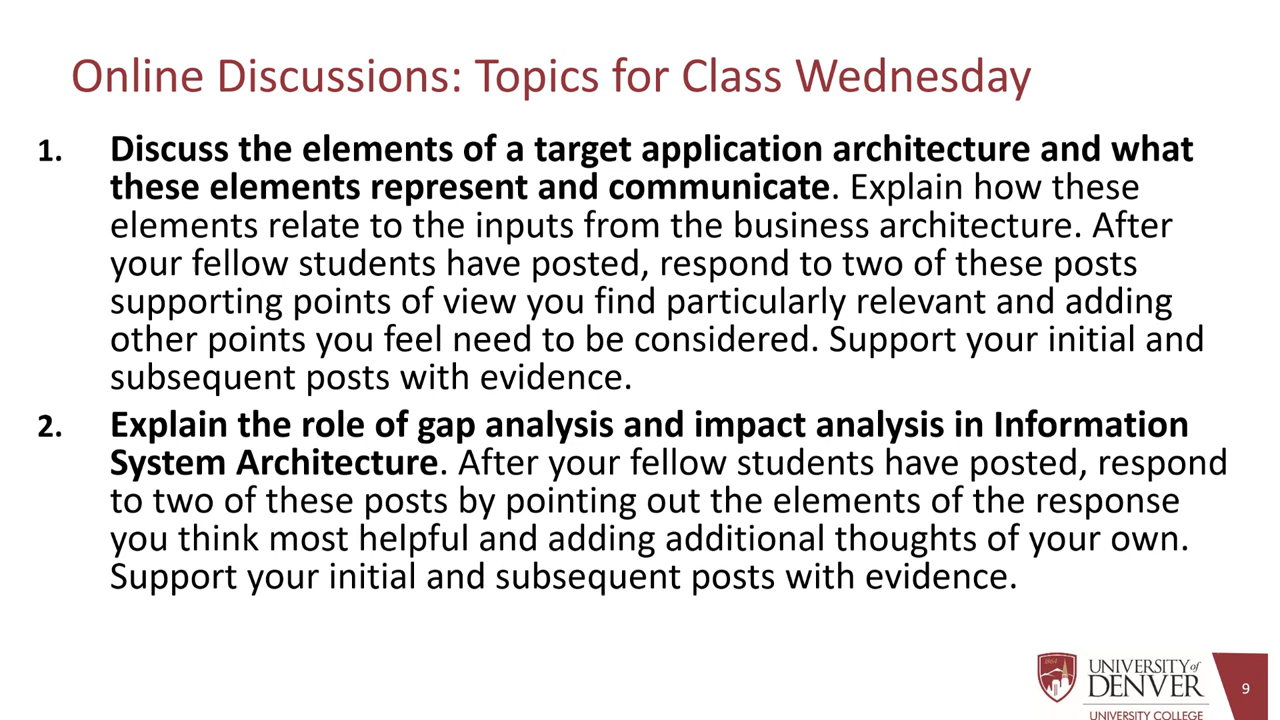 Online Discussions: Topics for Class Wednesday
1. Discuss the elements of a target application architecture and what
these elements represent and communicate. Explain how these
elements relate to the inputs from the business architecture. After
your fellow students have posted, respond to two of these posts
supporting points of view you find particularly relevant and adding
other points you feel need to be considered. Support your initial and
subsequent posts with evidence.
2. Explain the role of gap analysis and impact analysis in Information
System Architecture. After your fellow students have posted, respond
to two of these posts by pointing out the elements of the response
you think most helpful and adding additional thoughts of your own.
Support your initial and subsequent posts with evidence.
1864
UNIVERSITY of
DENVER
UNIVERSITY COLLEGE
9